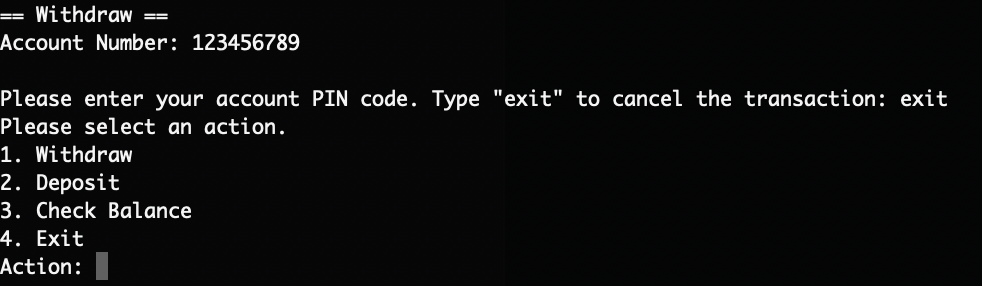 == Withdraw ==
Account Number: 123456789
Please enter your account PIN code. Type "exit" to cancel the transaction: exit
Please select an action.
1. Withdraw
2. Deposit
3. Check Balance
4. Exit
Action: